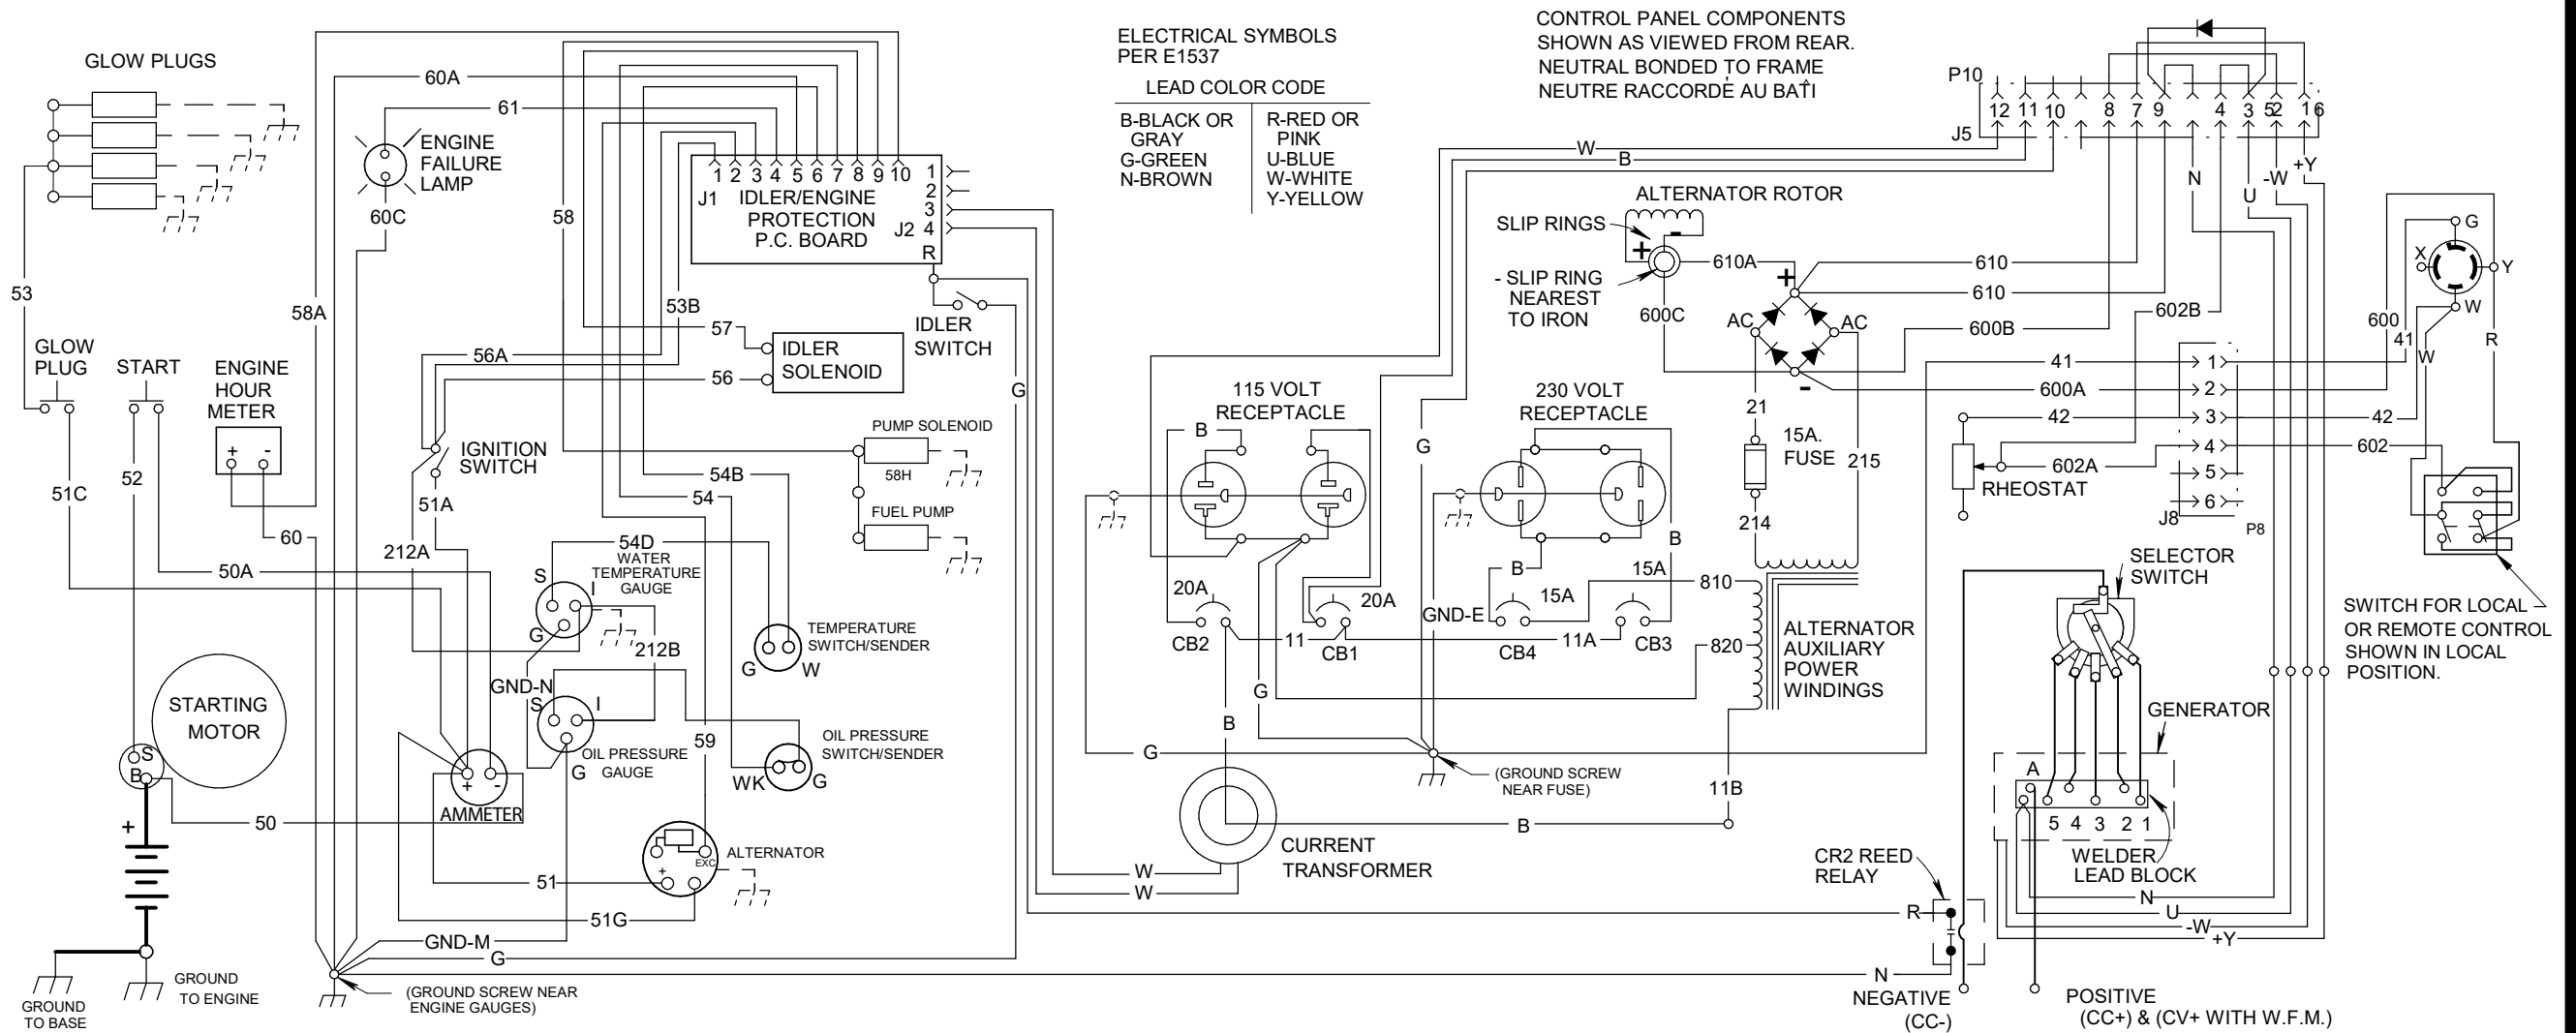 GLOW PLUGS
53
GLOW
PLUG
START
ENGINE
HOUR
METER
+ -
51C
52
60
50A
58A
60A
61
ENGINE
FAILURE
LAMP
60C
58
J1
1 2 3 4 5 6 7 8 9 10
IDLER/ENGINE
PROTECTION
P.C. BOARD
1
2
3
J2 4
R
53B
57
IDLER
SOLENOID
56A
56
IDLER
SWITCH
G
IGNITION
SWITCH
51A
212A
PUMP SOLENOID
58H
FUEL PUMP
54B
54
54D
WATER
TEMPERATURE
GAUGE
S
I
G
212B
TEMPERATURE
SWITCH/SENDER
G W
GND-N
S
I
G
OIL PRESSURE
GAUGE
59
OIL PRESSURE
SWITCH/SENDER
WK G
STARTING
MOTOR
S
B
+
50
+ -
AMMETER
EXC
+
ALTERNATOR
51
51G
GND-M
G
GROUND
TO BASE
GROUND
TO ENGINE
(GROUND SCREW NEAR
ENGINE GAUGES)
ELECTRICAL SYMBOLS
PER E1537
LEAD COLOR CODE
B-BLACK OR
GRAY
G-GREEN
N-BROWN
R-RED OR
PINK
U-BLUE
W-WHITE
Y-YELLOW
CONTROL PANEL COMPONENTS
SHOWN AS VIEWED FROM REAR.
NEUTRAL BONDED TO FRAME
NEUTRE RACCORDÉ AU BATÎ
P10
12 11 10 8 7 9 4 3 5 2 1 6
J5
W
B
N
U
-W
+Y
ALTERNATOR ROTOR
SLIP RINGS
+
-
- SLIP RING
NEAREST
TO IRON
610A
600C
+
AC
AC
-
610
610
602B
600B
41
600A
42
602A
RHEOSTAT
1
2
3
4
5
6
J8
P8
600
41
W
R
42
602
G
X
Y
W
115 VOLT
RECEPTACLE
230 VOLT
RECEPTACLE
B
G
21
15A.
FUSE
215
214
B
B
20A
20A
GND-E
15A
15A
810
820
CB2
11
CB1
CB4
11A
CB3
ALTERNATOR
AUXILIARY
POWER
WINDINGS
G
B
G
(GROUND SCREW
NEAR FUSE)
11B
B
CURRENT
TRANSFORMER
W
W
SELECTOR
SWITCH
SWITCH FOR LOCAL
OR REMOTE CONTROL
SHOWN IN LOCAL
POSITION.
GENERATOR
A
5 4 3 2 1
WELDER
LEAD BLOCK
CR2 REED
RELAY
R
N
U
-W
+Y
N
NEGATIVE
(CC-)
POSITIVE
(CC+) & (CV+ WITH W.F.M.)